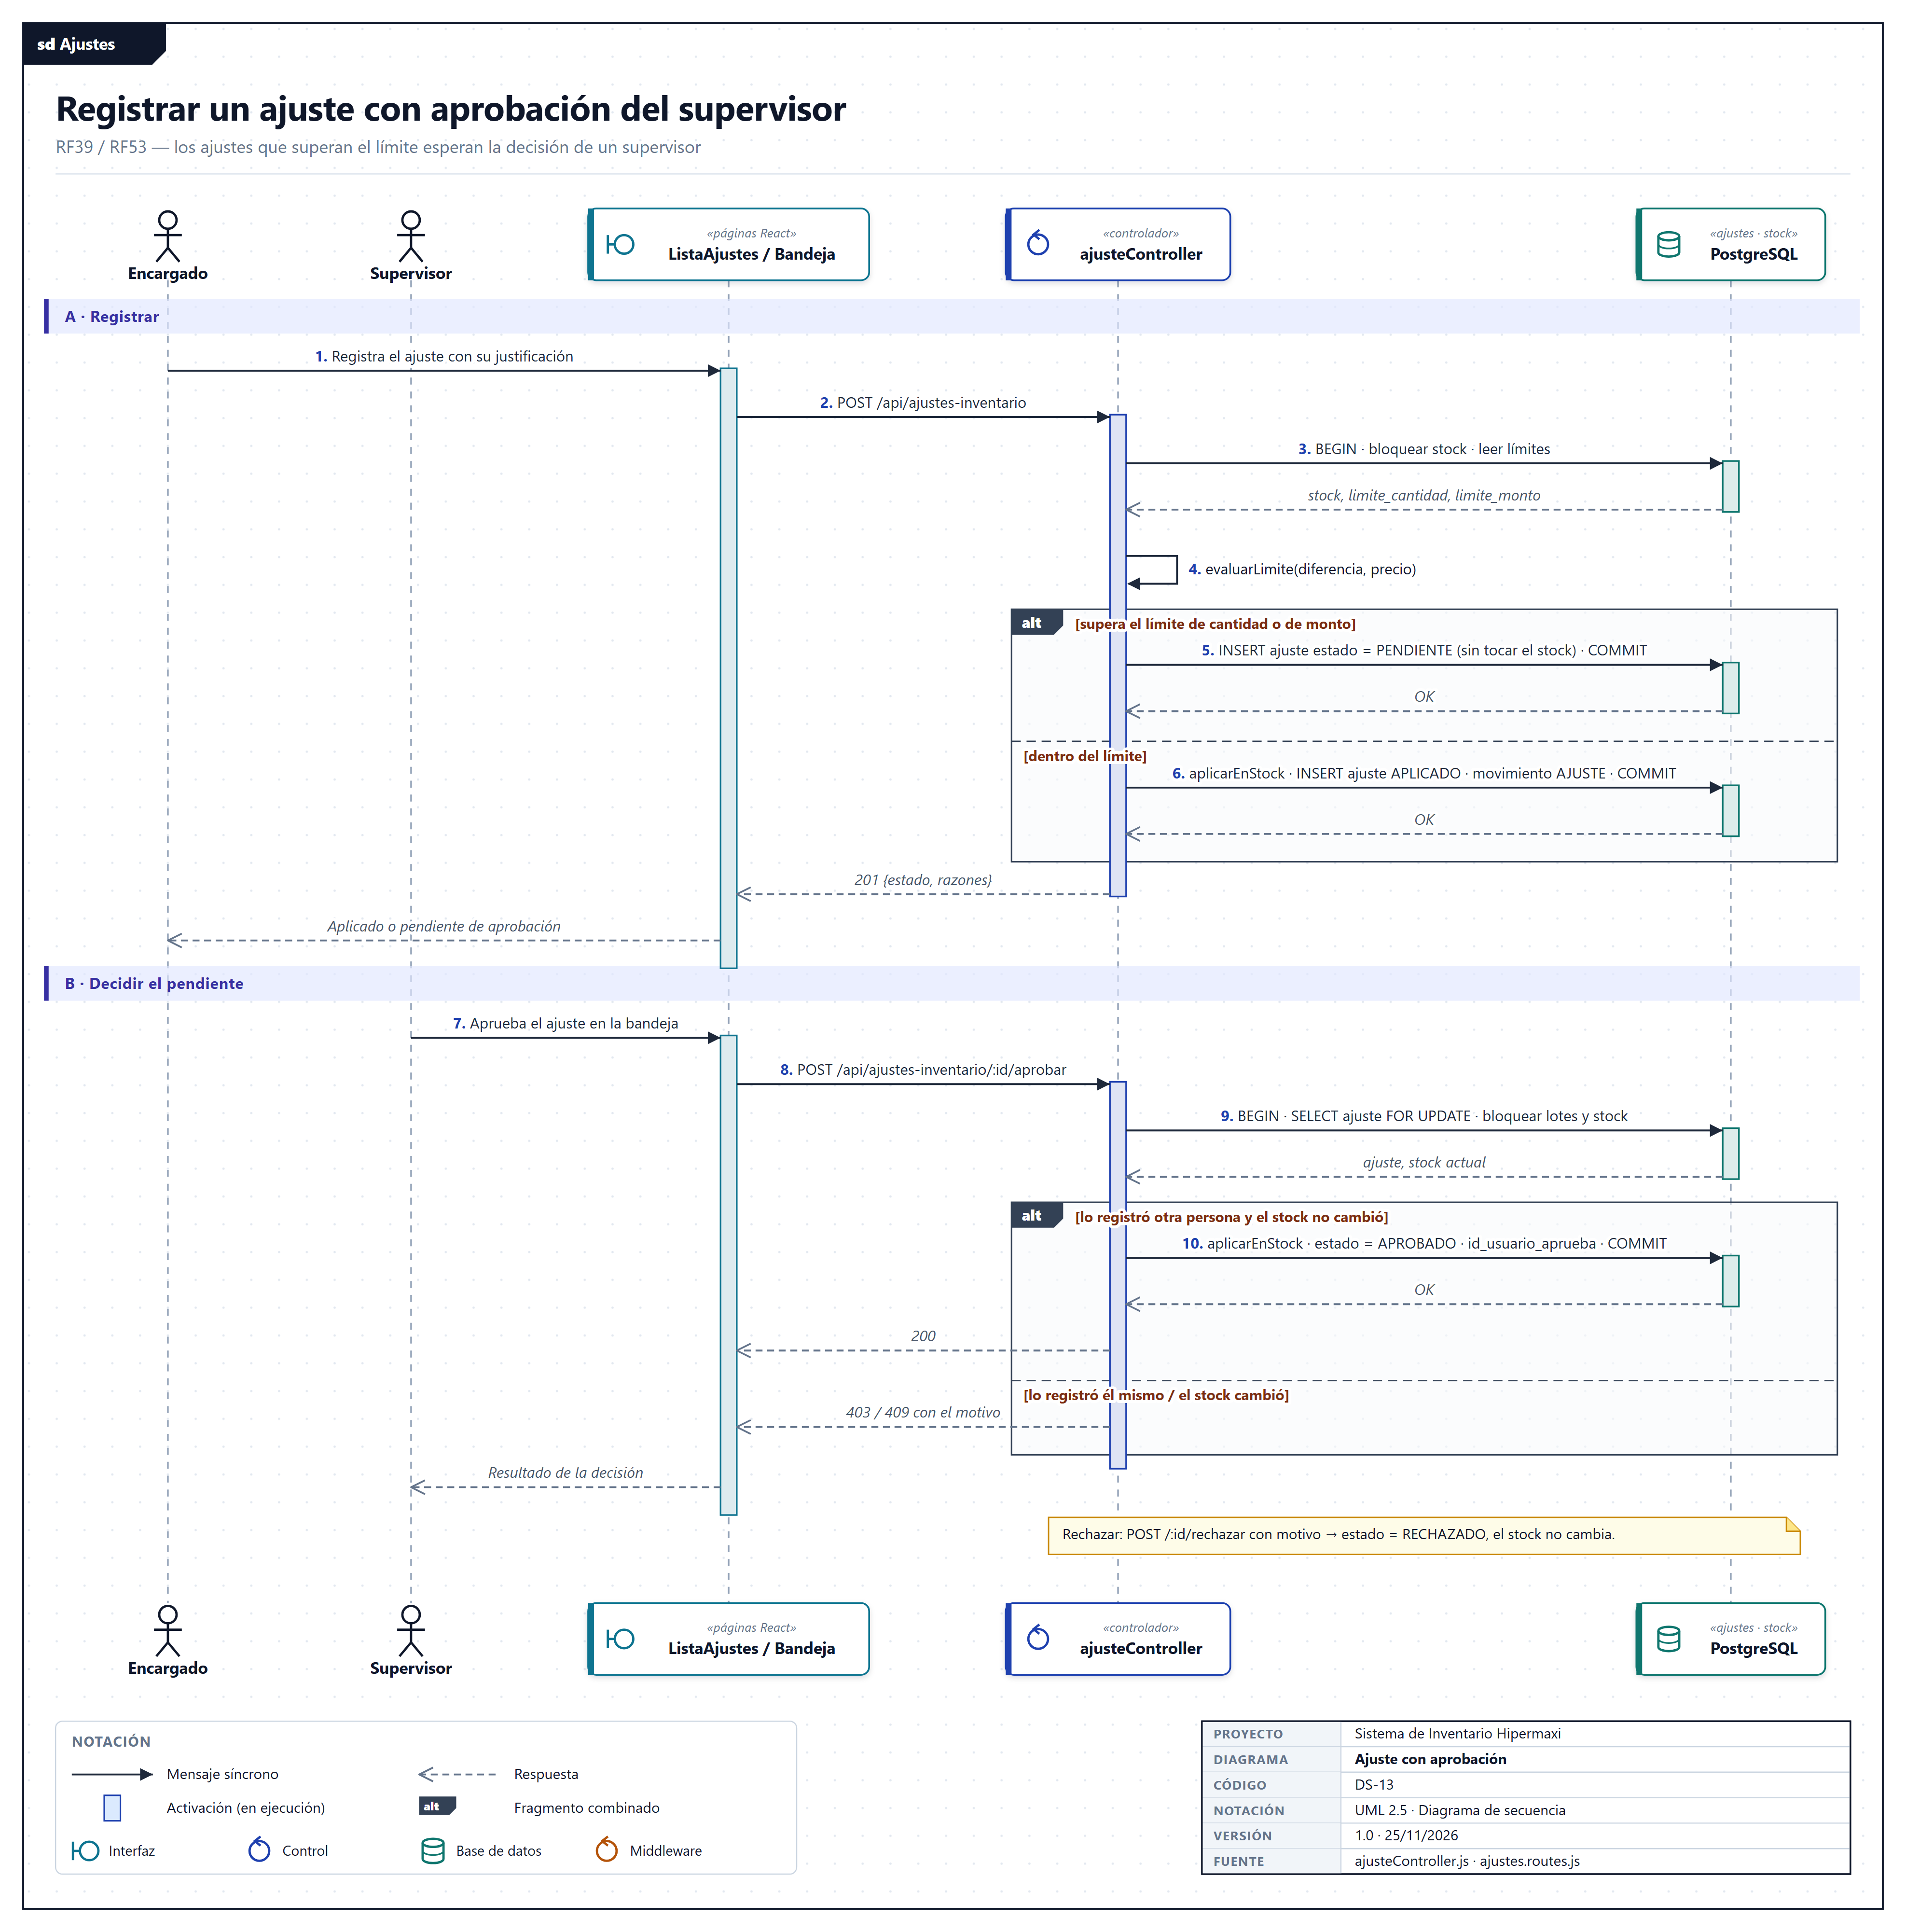 sd Ajustes
Registrar un ajuste con aprobación del supervisor
RF39 / RF53 — los ajustes que superan el límite esperan la decisión de un supervisor
Encargado
Supervisor
«páginas React»
ListaAjustes / Bandeja
«controlador»
ajusteController
«ajustes · stock»
PostgreSQL
A · Registrar
1. Registra el ajuste con su justificación
2. POST /api/ajustes-inventario
3. BEGIN · bloquear stock · leer límites
stock, limite_cantidad, limite_monto
4. evaluarLimite(diferencia, precio)
alt [supera el límite de cantidad o de monto]
5. INSERT ajuste estado = PENDIENTE (sin tocar el stock) · COMMIT
OK
[dentro del límite]
6. aplicarEnStock · INSERT ajuste APLICADO · movimiento AJUSTE · COMMIT
OK
201 {estado, razones}
Aplicado o pendiente de aprobación
B · Decidir el pendiente
7. Aprueba el ajuste en la bandeja
8. POST /api/ajustes-inventario/:id/aprobar
9. BEGIN · SELECT ajuste FOR UPDATE · bloquear lotes y stock
ajuste, stock actual
alt [lo registró otra persona y el stock no cambió]
10. aplicarEnStock · estado = APROBADO · id_usuario_aprueba · COMMIT
OK
200
[lo registró él mismo / el stock cambió]
403 / 409 con el motivo
Resultado de la decisión
Rechazar: POST /:id/rechazar con motivo → estado = RECHAZADO, el stock no cambia.
Encargado
Supervisor
«páginas React»
ListaAjustes / Bandeja
«controlador»
ajusteController
«ajustes · stock»
PostgreSQL
NOTACIÓN
Mensaje síncrono
Respuesta
Activación (en ejecución)
alt Fragmento combinado
Interfaz
Control
Base de datos
Middleware
PROYECTO Sistema de Inventario Hipermaxi
DIAGRAMA Ajuste con aprobación
CÓDIGO DS-13
NOTACIÓN UML 2.5 · Diagrama de secuencia
VERSIÓN 1.0 · 25/11/2026
FUENTE ajusteController.js · ajustes.routes.js